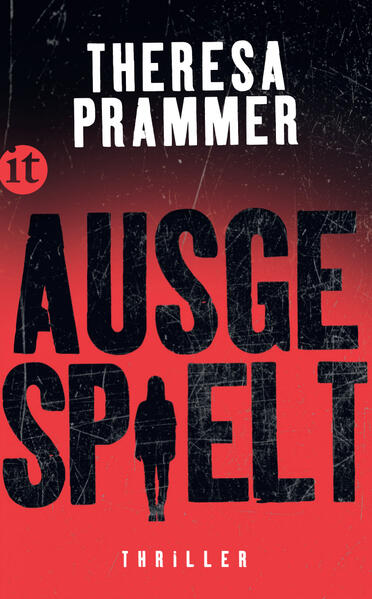 THERESA
PRAMMER
it
AUSGE
SPIELT
THRiLLER